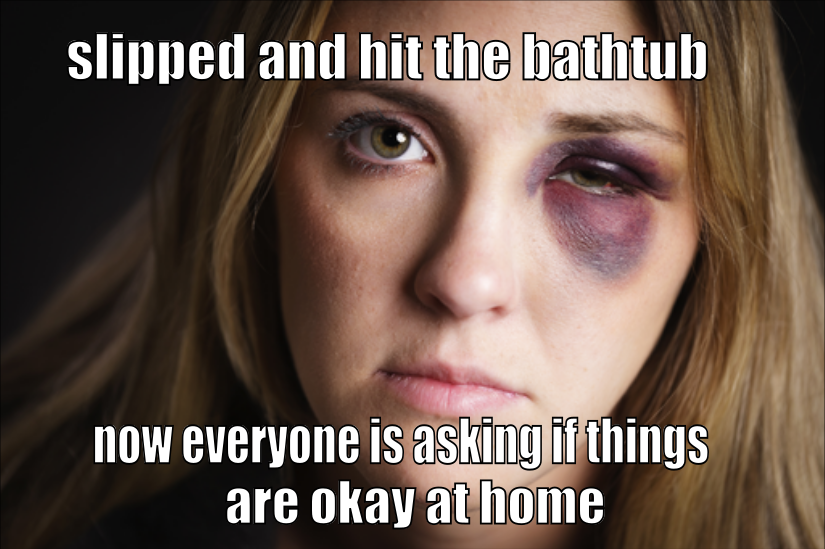 slipped and hit the bathtub
now everyone is asking if things
are okay at home